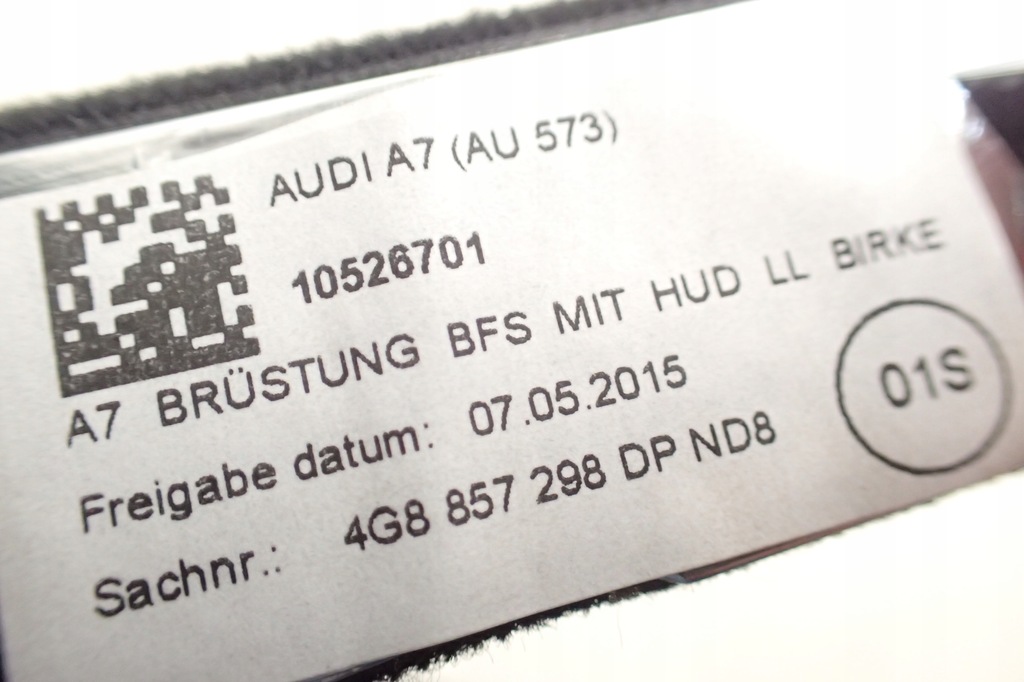 AUDI A7 (AU 573)
10526701
A7 BRÜSTUNG BFS MIT HUD LL BIRKE
Freigabe datum: 07.05.2015
01S
Sachnr.: 4G8 857 298 DP ND8